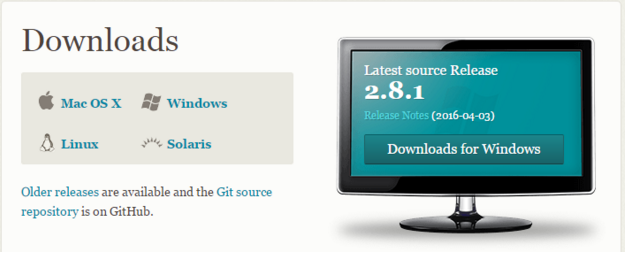 Downloads
Mac OS X
Windows
Linux
Solaris
Older releases are available and the Git source
repository is on GitHub.
Latest source Release
2.8.1
Release Notes (2016-04-03)
Downloads for Windows